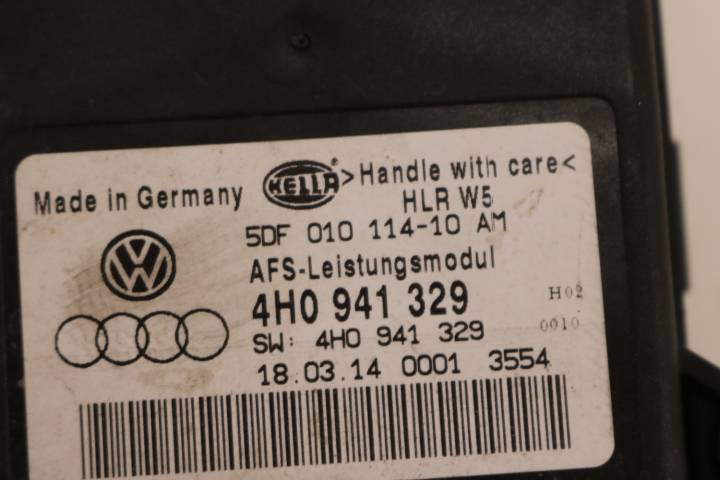 Made in Germany HELLA ® >Handle with care<
HLR W5
5DF 010 114-10 AM
AFS-Leistungsmodul
4H0 941 329 H02
SW: 4H0 941 329 0010
18.03.14 0001 3554